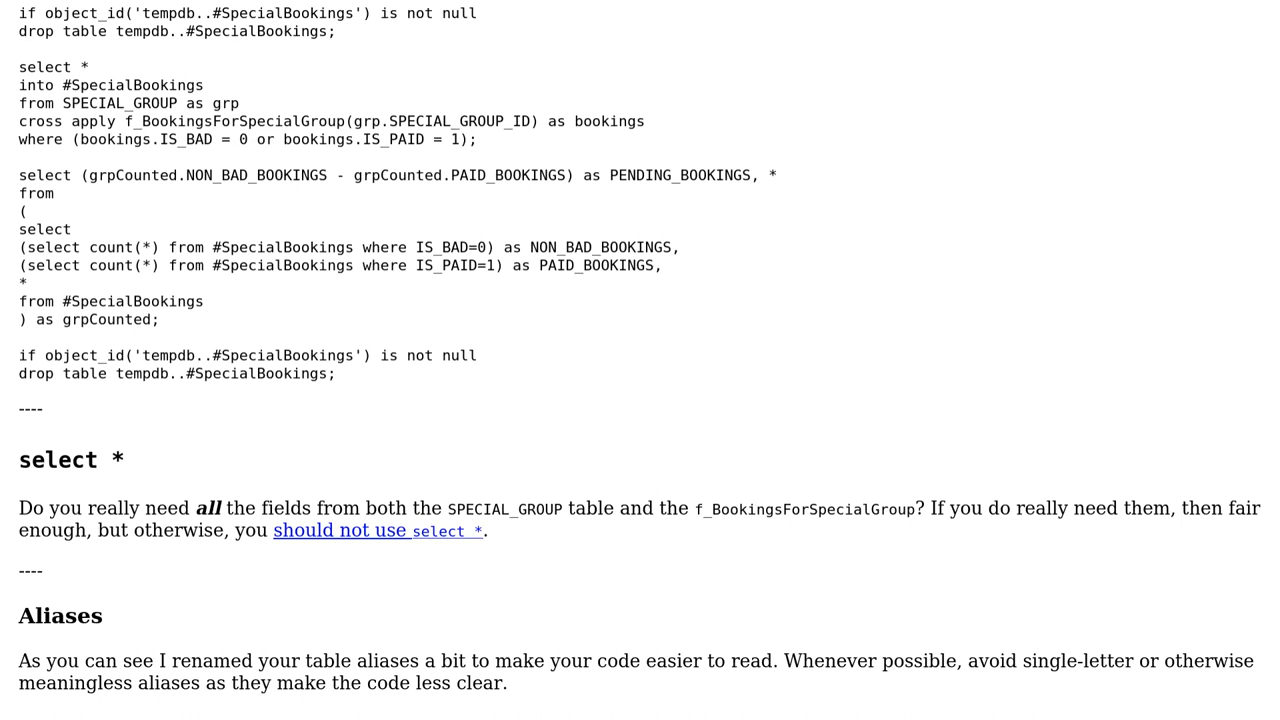 if object_id('tempdb..#SpecialBookings') is not null
drop table tempdb..#SpecialBookings;
select *
into #SpecialBookings
from SPECIAL_GROUP as grp
cross apply f_BookingsForSpecialGroup(grp.SPECIAL_GROUP_ID) as bookings
where (bookings.IS_BAD = 0 or bookings.IS_PAID = 1);
select (grpCounted.NON_BAD_BOOKINGS - grpCounted.PAID_BOOKINGS) as PENDING_BOOKINGS, *
from
(
select
(select count(*) from #SpecialBookings where IS_BAD=0) as NON_BAD_BOOKINGS,
(select count(*) from #SpecialBookings where IS_PAID=1) as PAID_BOOKINGS,
*
from #SpecialBookings
) as grpCounted;
if object_id('tempdb..#SpecialBookings') is not null
drop table tempdb..#SpecialBookings;
----
select *
Do you really need all the fields from both the SPECIAL_GROUP table and the f_BookingsForSpecialGroup? If you do really need them, then fair
enough, but otherwise, you should not use select *.
----
Aliases
As you can see I renamed your table aliases a bit to make your code easier to read. Whenever possible, avoid single-letter or otherwise
meaningless aliases as they make the code less clear.